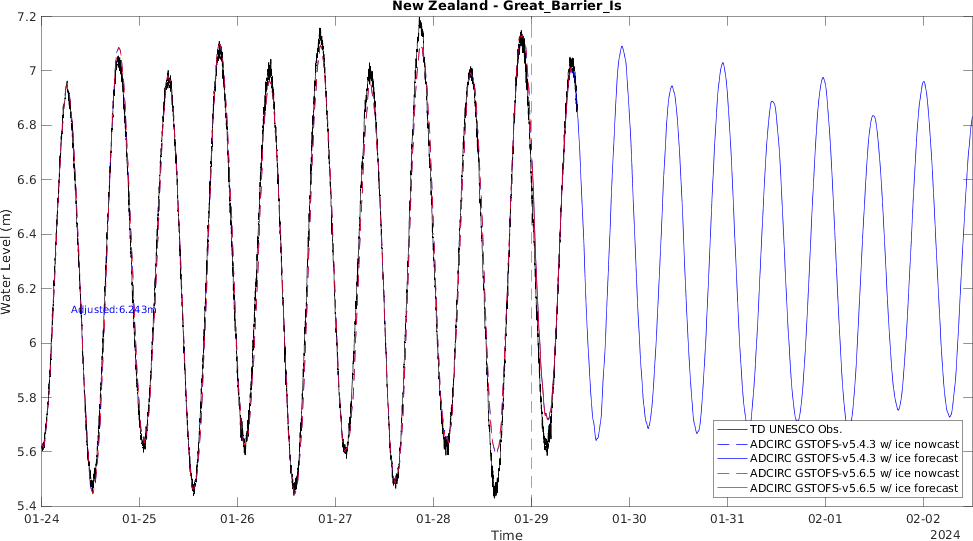 New Zealand - Great_Barrier_Is
7.2
7
6.8
6.6
6.4
6.2
6
5.8
5.6
5.4
Water Level (m)
Adjusted:6.243m
TD UNESCO Obs.
ADCIRC GSTOFS-v5.4.3 w/ ice nowcast
ADCIRC GSTOFS-v5.4.3 w/ ice forecast
ADCIRC GSTOFS-v5.6.5 w/ ice nowcast
ADCIRC GSTOFS-v5.6.5 w/ ice forecast
01-24 01-25 01-26 01-27 01-28 01-29 01-30 01-31 02-01 02-02
Time
2024